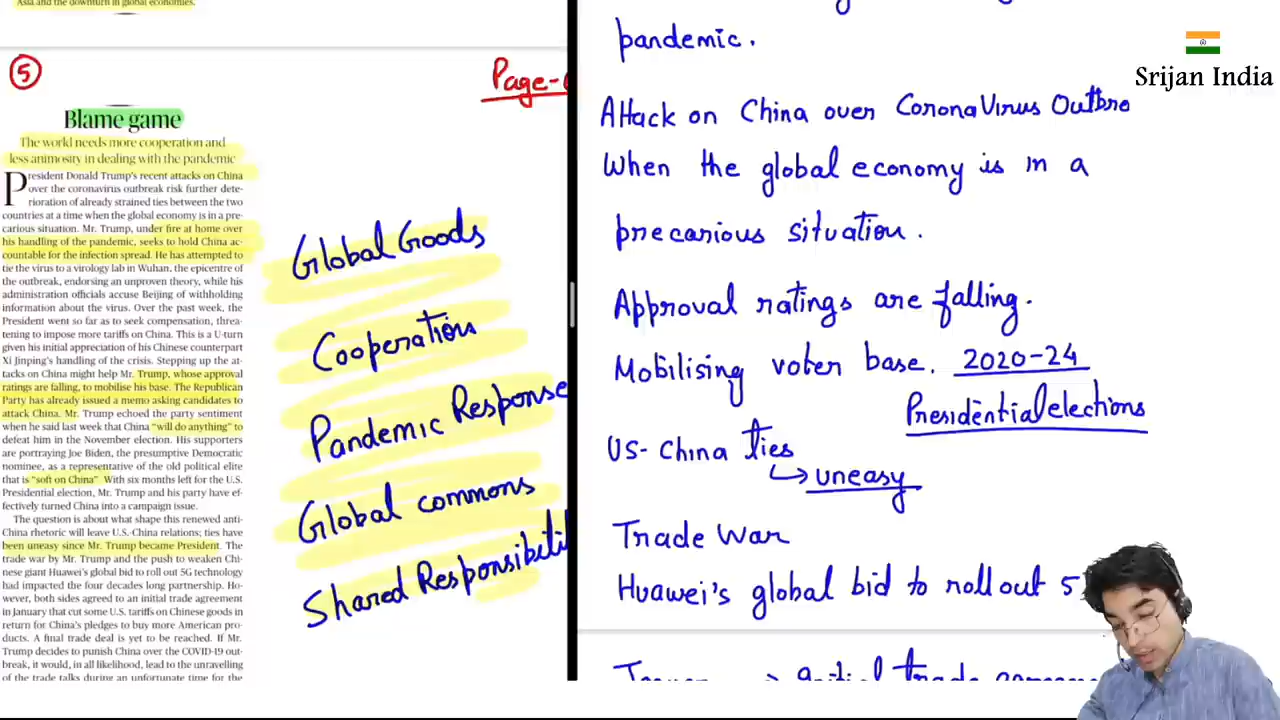 Asia and the downturn in global economies.
5
Page-
Blame game
The world needs more cooperation and
less animosity in dealing with the pandemic
President Donald Trump's recent attacks on China
over the coronavirus outbreak risk further dete-
rioration of already strained ties between the two
countries at a time when the global economy is in a pre-
carious situation. Mr. Trump, under fire at home over
his handling of the pandemic, seeks to hold China ac-
countable for the infection spread. He has attempted to
tie the virus to a virology lab in Wuhan, the epicentre of
the outbreak, endorsing an unproven theory, while his
administration officials accuse Beijing of withholding
information about the virus. Over the past week, the
President went so far as to seek compensation, threa-
tening to impose more tariffs on China. This is a U-turn
given his initial appreciation of his Chinese counterpart
Xi Jinping's handling of the crisis. Stepping up the at-
tacks on China might help Mr. Trump, whose approval
ratings are falling, to mobilise his base. The Republican
Party has already issued a memo asking candidates to
attack China. Mr. Trump echoed the party sentiment
when he said last week that China "will do anything" to
defeat him in the November election. His supporters
are portraying Joe Biden, the presumptive Democratic
nominee, as a representative of the old political elite
that is "soft on China". With six months left for the U.S.
Presidential election, Mr. Trump and his party have ef-
fectively turned China into a campaign issue.
The question is about what shape this renewed anti-
China rhetoric will leave U.S.-China relations; ties have
been uneasy since Mr. Trump became President. The
trade war by Mr. Trump and the push to weaken Chi-
nese giant Huawei's global bid to roll out 5G technology
had impacted the four decades long partnership. Ho-
wever, both sides agreed to an initial trade agreement
in January that cut some U.S. tariffs on Chinese goods in
return for China's pledges to buy more American pro-
ducts. A final trade deal is yet to be reached. If Mr.
Trump decides to punish China over the COVID-19 out-
break, it would, in all likelihood, lead to the unravelling
of the trade talks during an unfortunate time for the
Global Goods
Cooperation
Pandemic Response
Global commons
Shared Responsibili
pandemic.
Attack on China over CoronaVirus Outbre
When the global economy is in a
precarious situation.
Approval ratings are falling.
Mobilising voter base. 2020-24
Presidential elections
US-China ties
↳ uneasy
Trade War
Huawei's global bid to roll out 5
initial trade
Srijan India